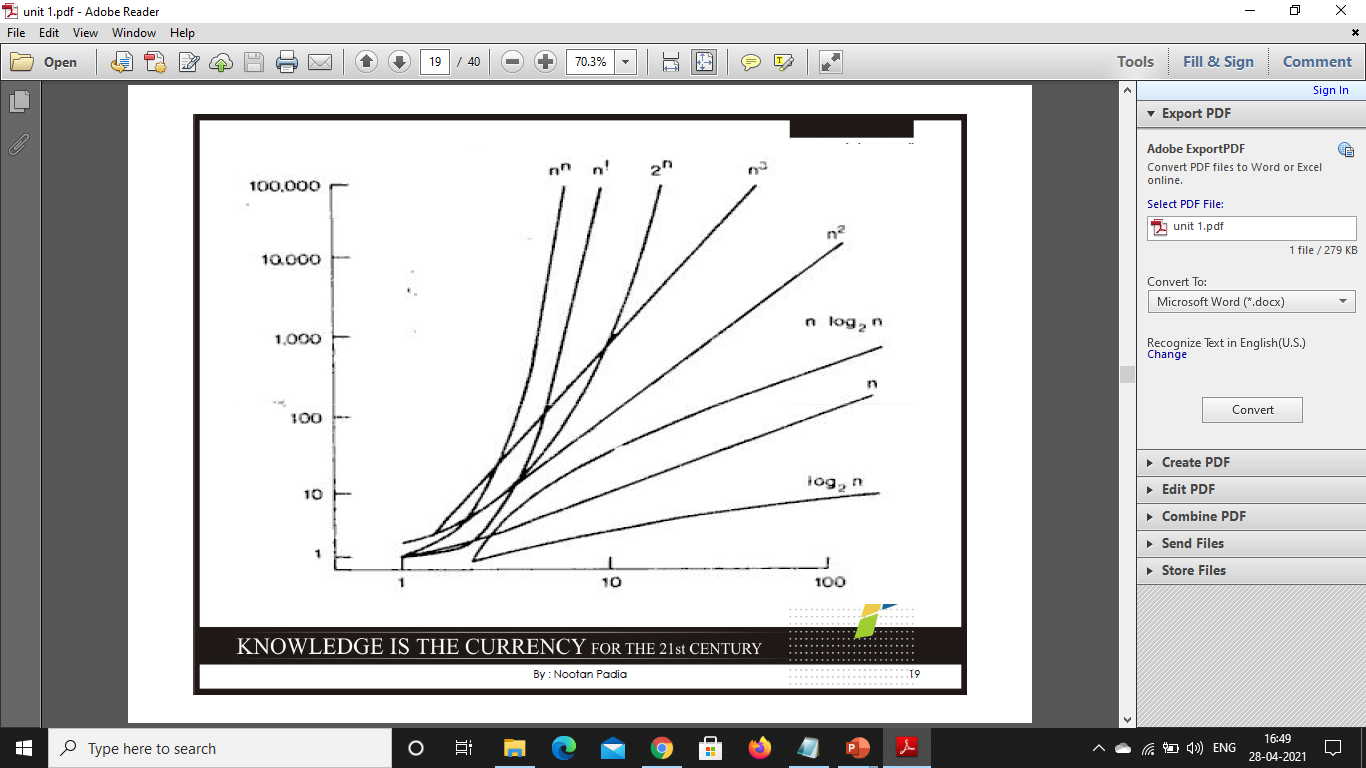 unit 1.pdf - Adobe Reader
File Edit View Window Help
Open 19 / 40 70.3% Tools Fill & Sign Comment
Sign In
Export PDF
Adobe ExportPDF
Convert PDF files to Word or Excel
online.
Select PDF File:
unit 1.pdf
1 file / 279 KB
Convert To:
Microsoft Word (*.docx)
Recognize Text in English(U.S.)
Change
Convert
Create PDF
Edit PDF
Combine PDF
Send Files
Store Files
nⁿ n! 2ⁿ n³
100,000
n²
10,000
n log₂ n
1,000
n
100
log₂ n
10
1
1 10 100
KNOWLEDGE IS THE CURRENCY FOR THE 21st CENTURY
By : Nootan Padia 19
Type here to search
ENG
16:49
28-04-2021